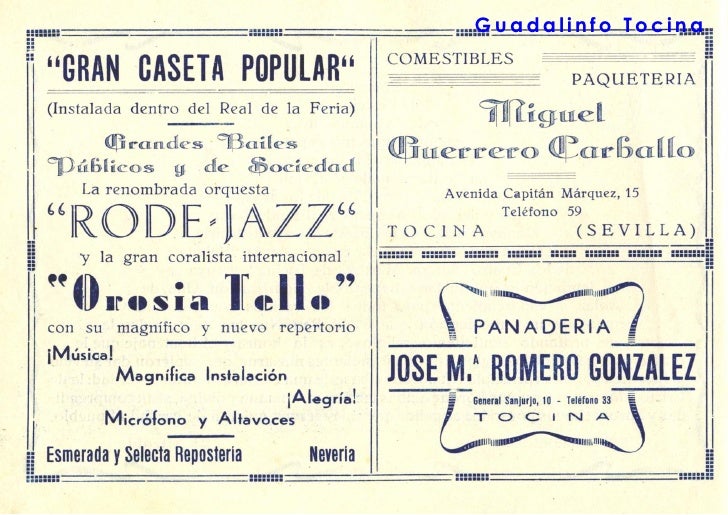 Guadalinfo Tocina
“GRAN CASETA POPULAR“
(Instalada dentro del Real de la Feria)
Grandes Bailes
Públicos y de Sociedad
La renombrada orquesta
“RODE-JAZZ“
y la gran coralista internacional
”Orosia Tello”
con su magnífico y nuevo repertorio
¡Música!
Magnífica Instalación
¡Alegría!
Micrófono y Altavoces
Esmerada y Selecta Reposteria Neveria
COMESTIBLES
PAQUETERIA
Miguel
Guerrero Carballo
Avenida Capitán Márquez, 15
Teléfono 59
TOCINA (SEVILLA)
PANADERIA
JOSE M.ª ROMERO GONZALEZ
General Sanjurjo, 10 - Teléfono 33
TOCINA